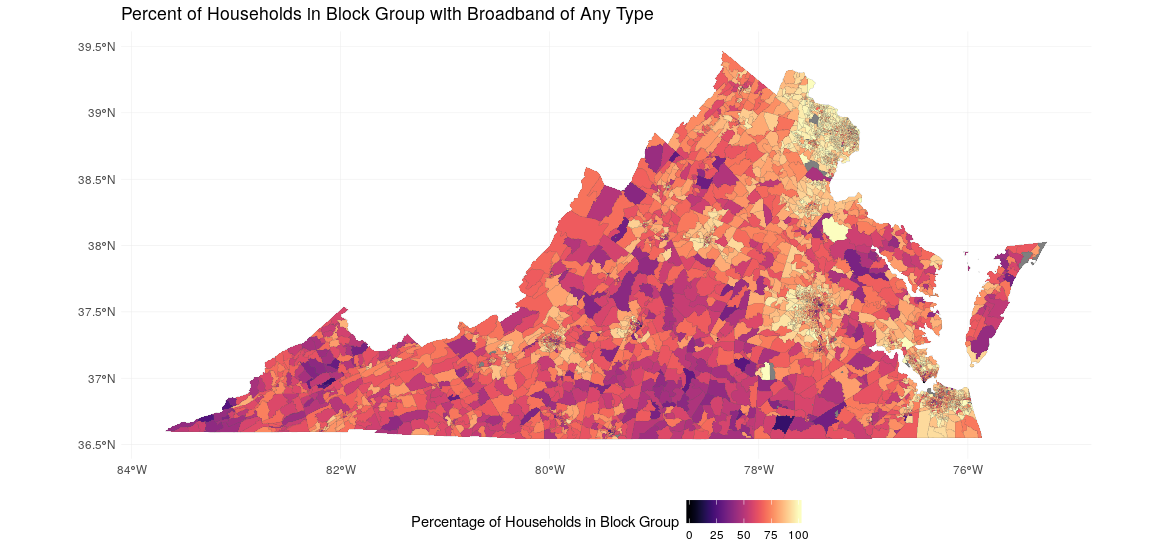 Percent of Households in Block Group with Broadband of Any Type
39.5°N
39°N
38.5°N
38°N
37.5°N
37°N
36.5°N
84°W 82°W 80°W 78°W 76°W
Percentage of Households in Block Group
0 25 50 75 100